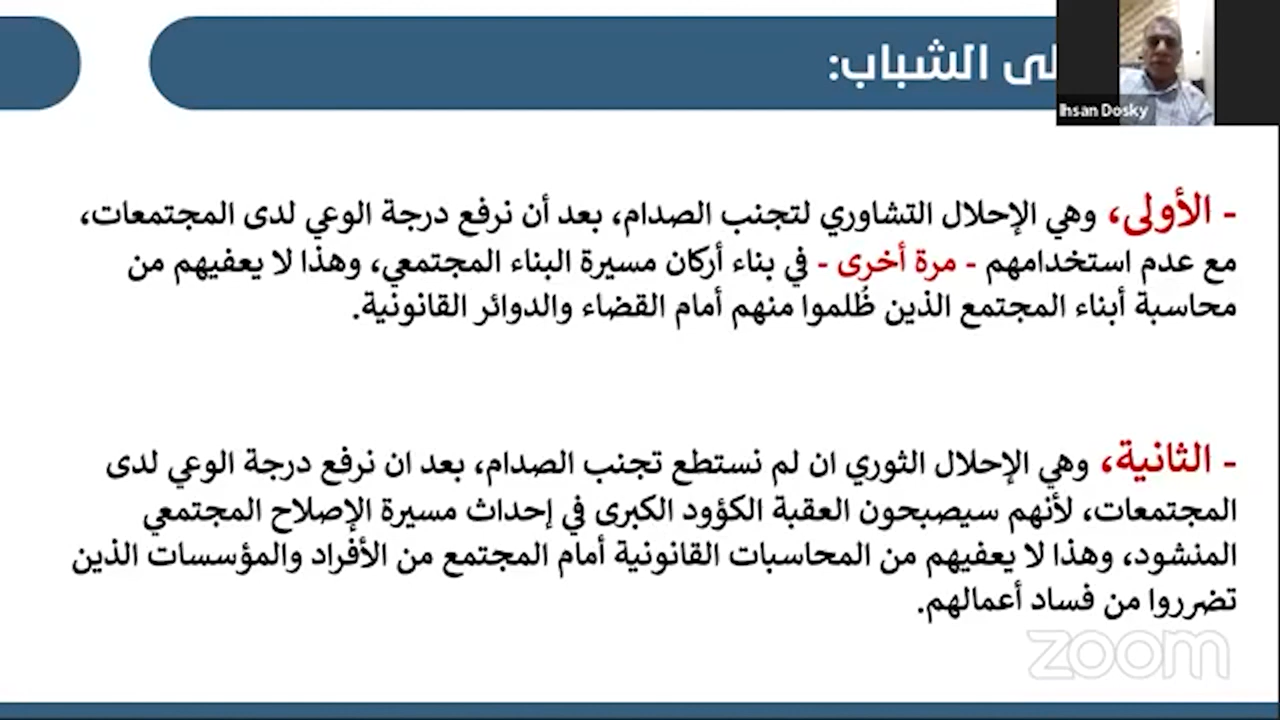 لى الشباب:
Ihsan Dosky
- الأولى، وهي الإحلال التشاوري لتجنب الصدام، بعد أن نرفع درجة الوعي لدى المجتمعات،
مع عدم استخدامهم - مرة أخرى - في بناء أركان مسيرة البناء المجتمعي، وهذا لا يعفيهم من
محاسبة أبناء المجتمع الذين ظُلموا منهم أمام القضاء والدوائر القانونية.
- الثانية، وهي الإحلال الثوري ان لم نستطع تجنب الصدام، بعد ان نرفع درجة الوعي لدى
المجتمعات، لأنهم سيصبحون العقبة الكؤود الكبرى في إحداث مسيرة الإصلاح المجتمعي
المنشود، وهذا لا يعفيهم من المحاسبات القانونية أمام المجتمع من الأفراد والمؤسسات الذين
تضرروا من فساد أعمالهم.
zoom